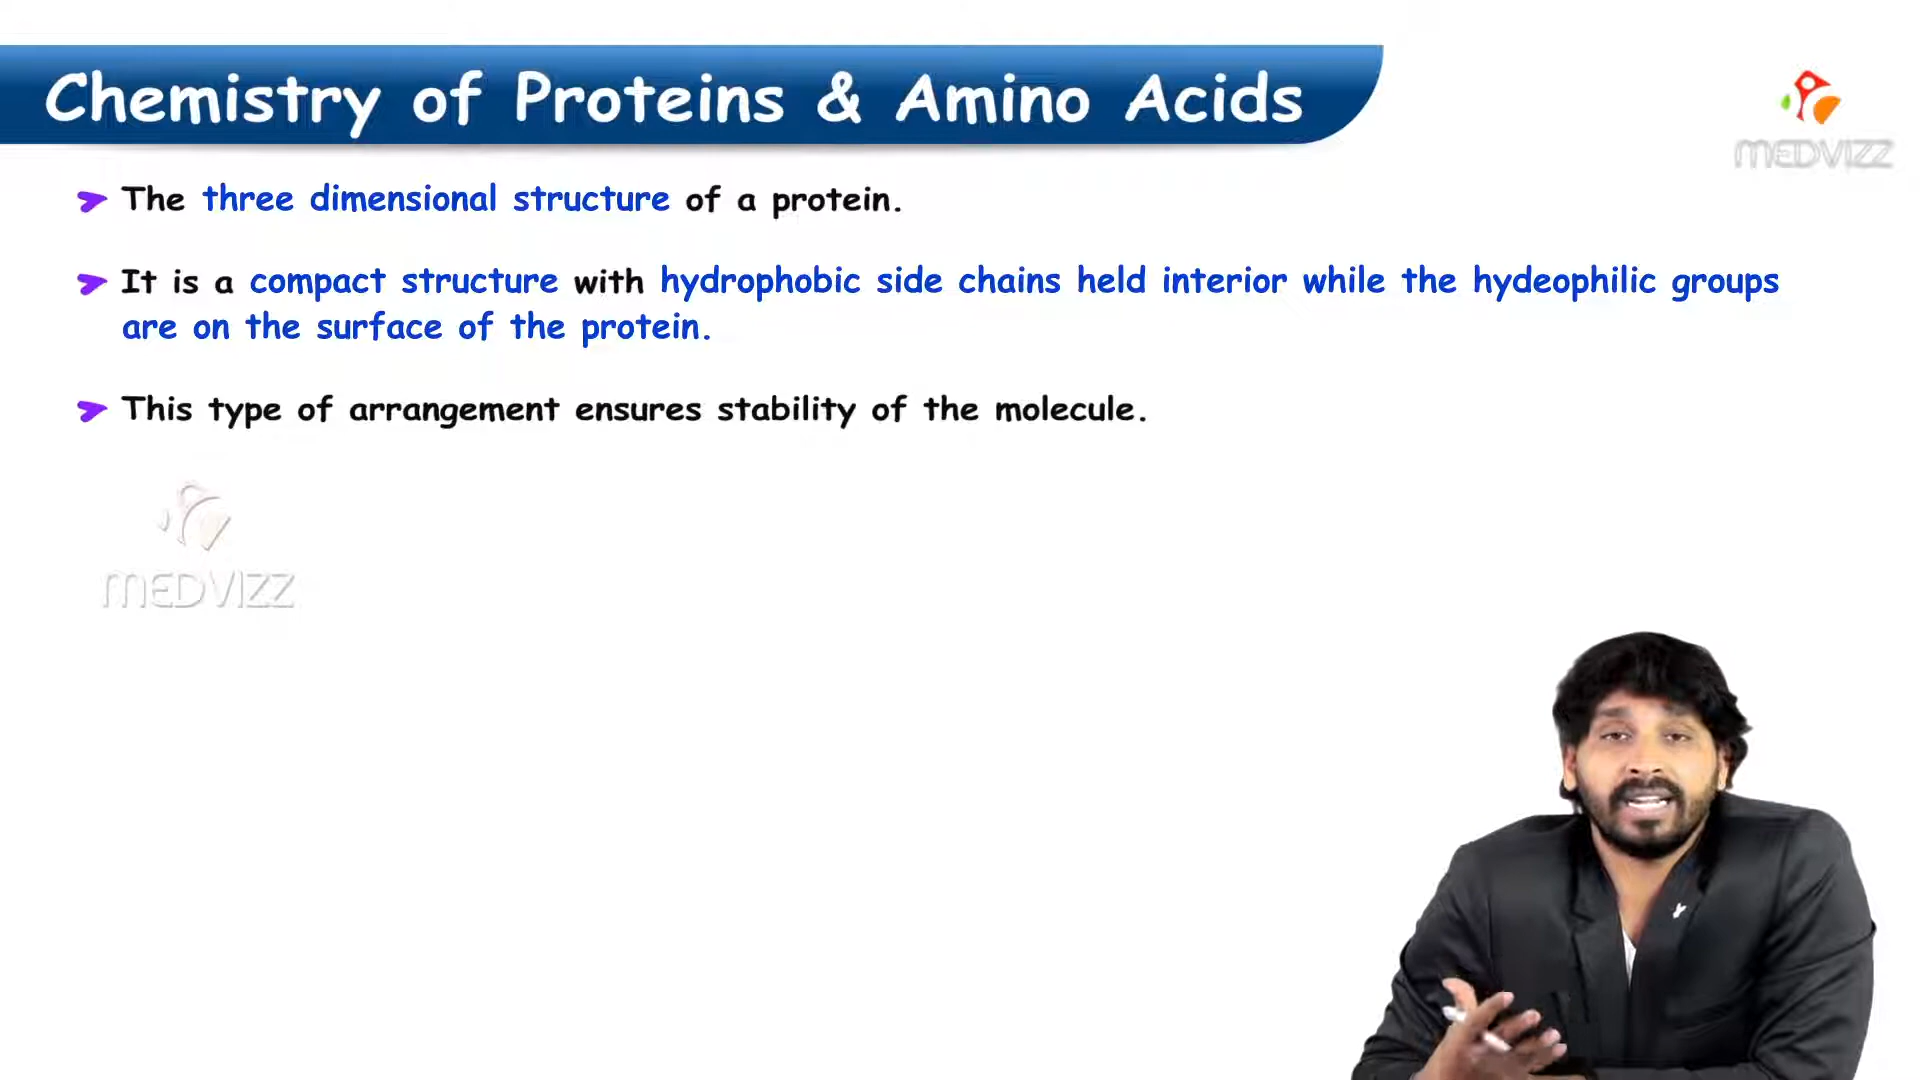 Chemistry of Proteins & Amino Acids
MEDVIZZ
The three dimensional structure of a protein.
It is a compact structure with hydrophobic side chains held interior while the hydeophilic groups
are on the surface of the protein.
This type of arrangement ensures stability of the molecule.
MEDVIZZ